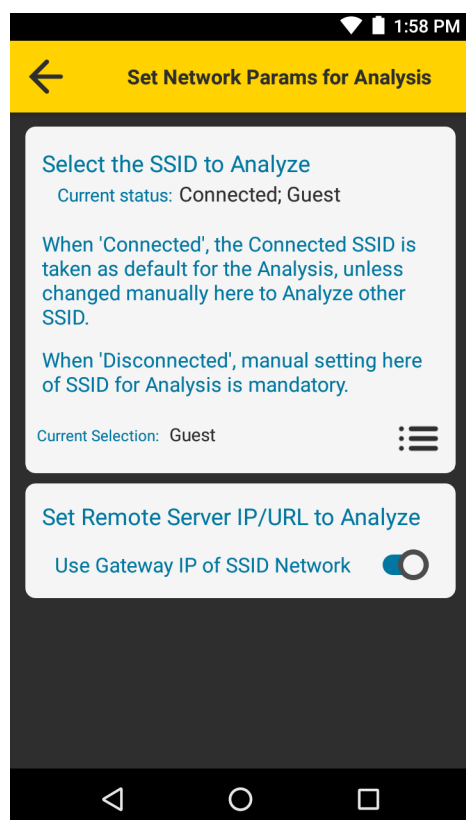 1:58 PM
Set Network Params for Analysis
Select the SSID to Analyze
Current status: Connected; Guest
When 'Connected', the Connected SSID is
taken as default for the Analysis, unless
changed manually here to Analyze other
SSID.
When 'Disconnected', manual setting here
of SSID for Analysis is mandatory.
Current Selection: Guest
Set Remote Server IP/URL to Analyze
Use Gateway IP of SSID Network